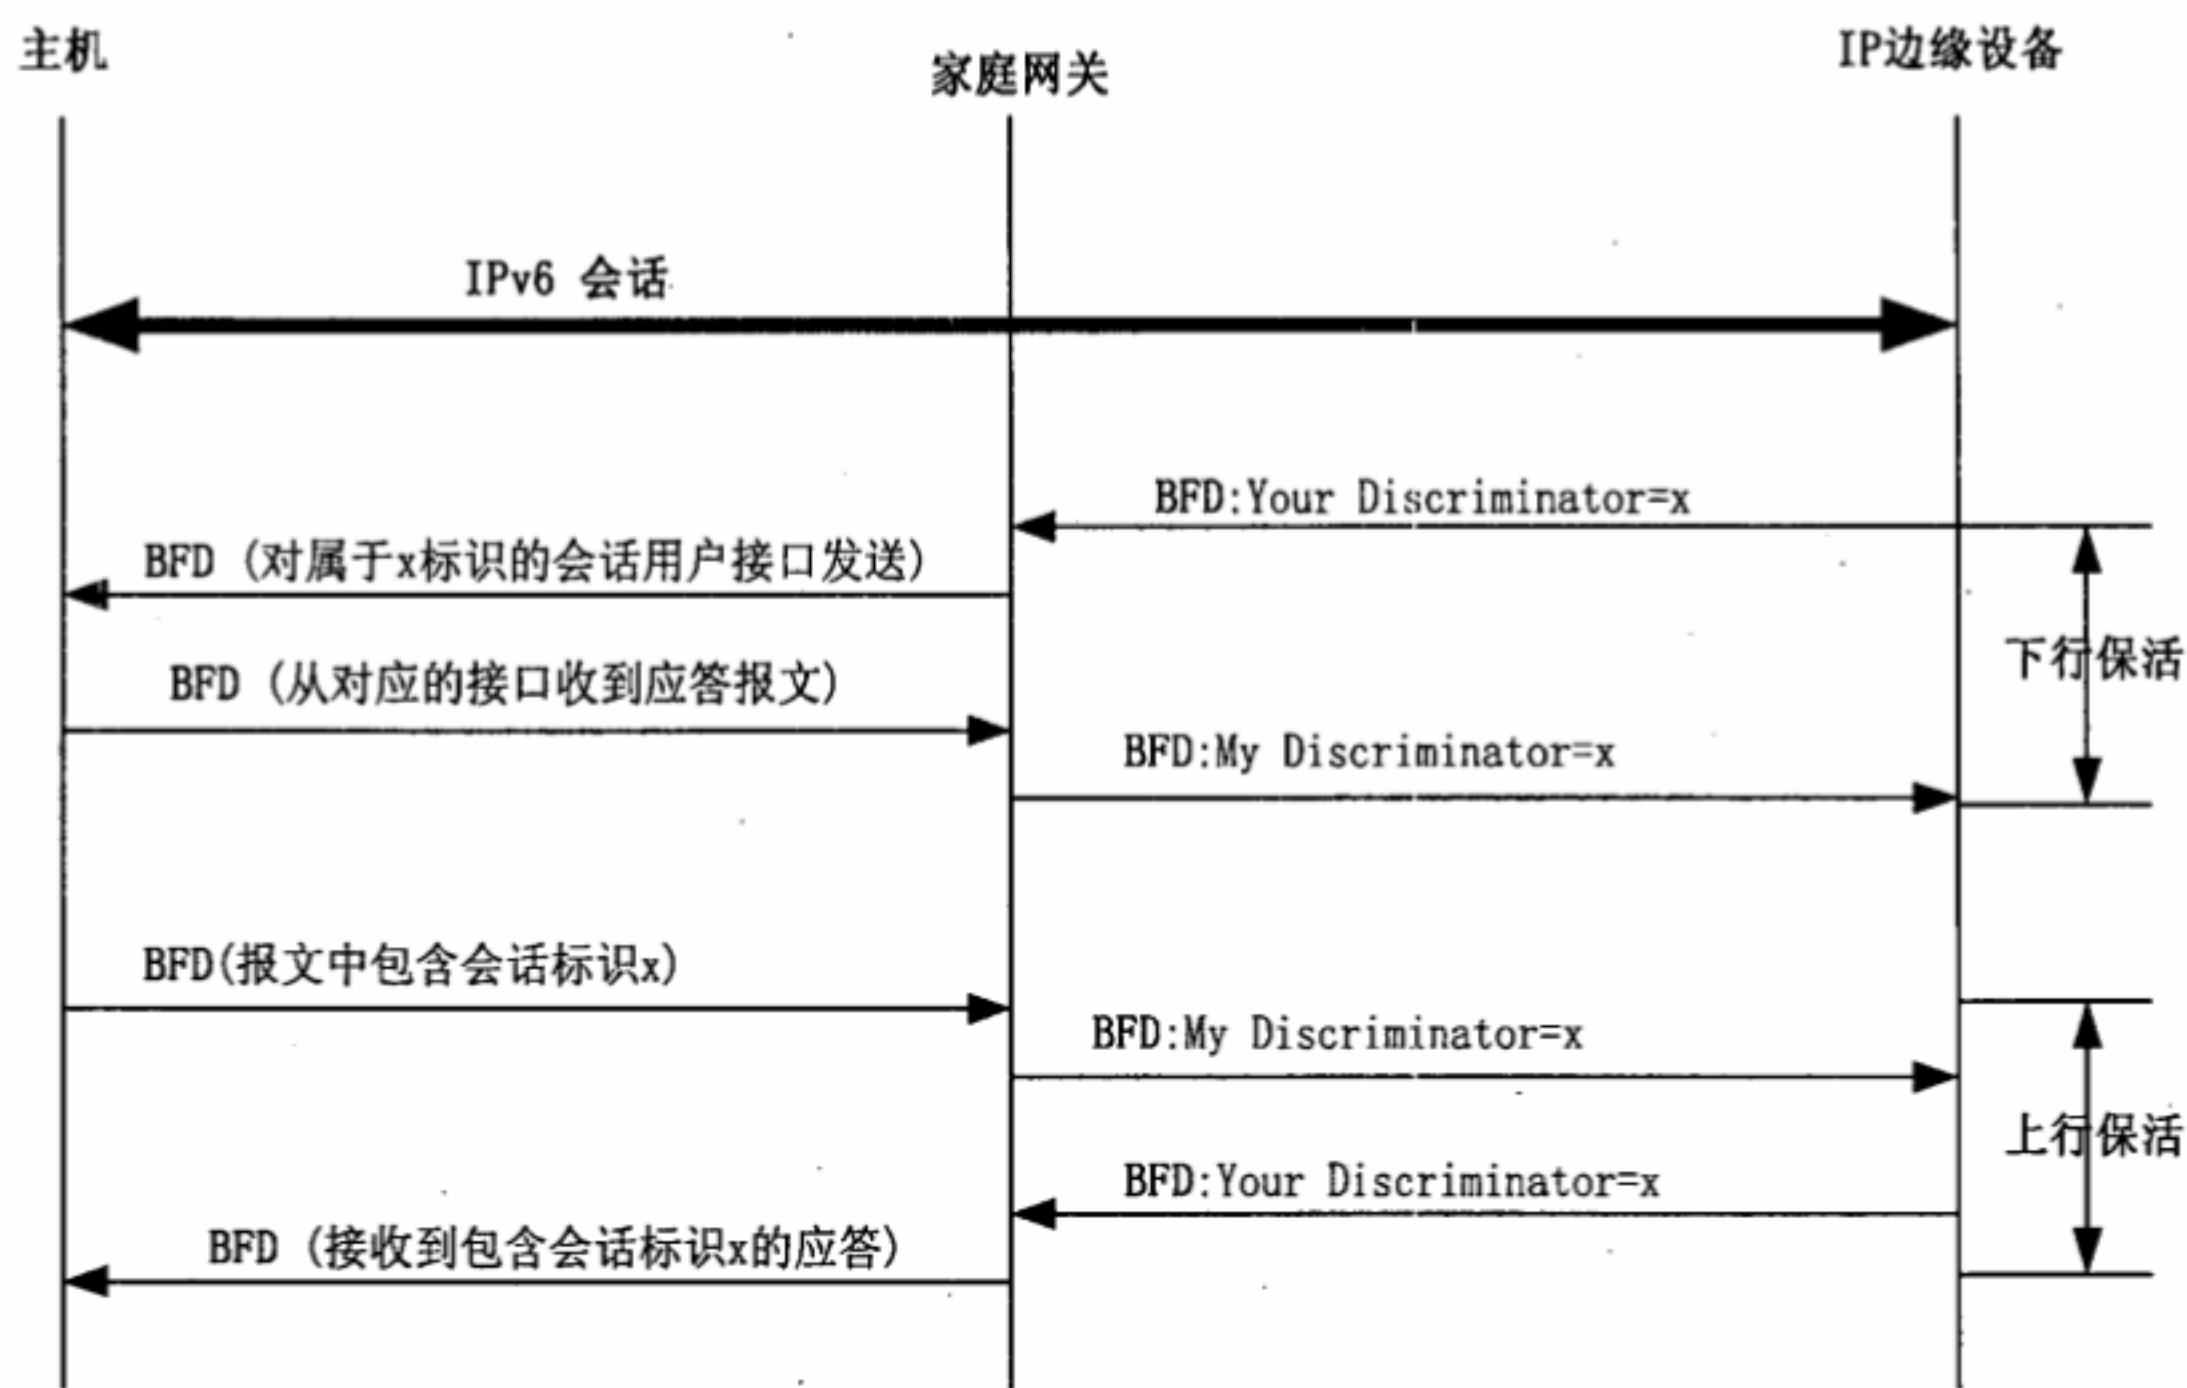 主机
家庭网关
IP边缘设备
IPv6 会话
BFD:Your Discriminator=x
BFD (对属于x标识的会话用户接口发送)
下行保活
BFD (从对应的接口收到应答报文)
BFD:My Discriminator=x
BFD(报文中包含会话标识x)
BFD:My Discriminator=x
上行保活
BFD:Your Discriminator=x
BFD (接收到包含会话标识x的应答)